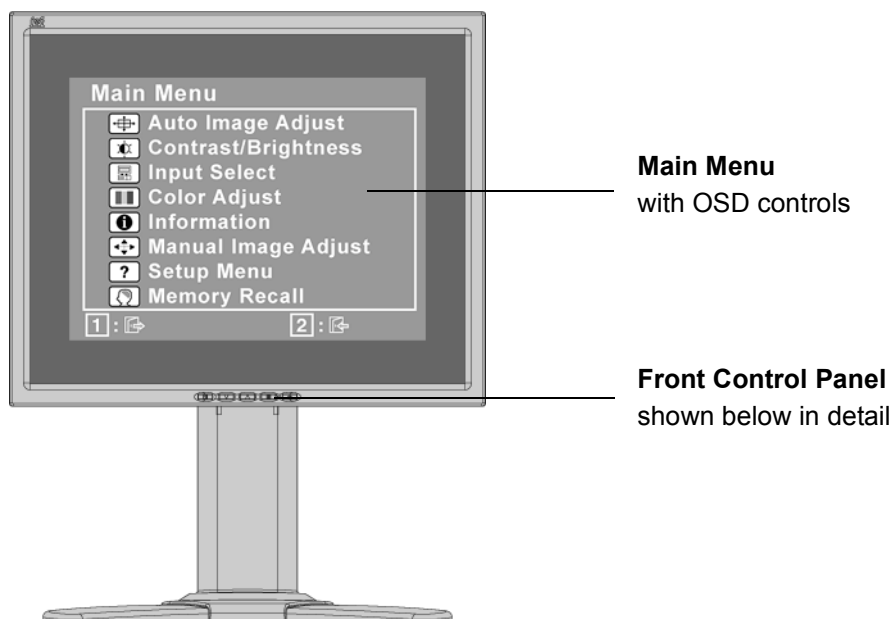 Main Menu
Auto Image Adjust
Contrast/Brightness
Input Select
Color Adjust
Information
Manual Image Adjust
? Setup Menu
Memory Recall
1 :
2 :
Main Menu
with OSD controls
Front Control Panel
shown below in detail